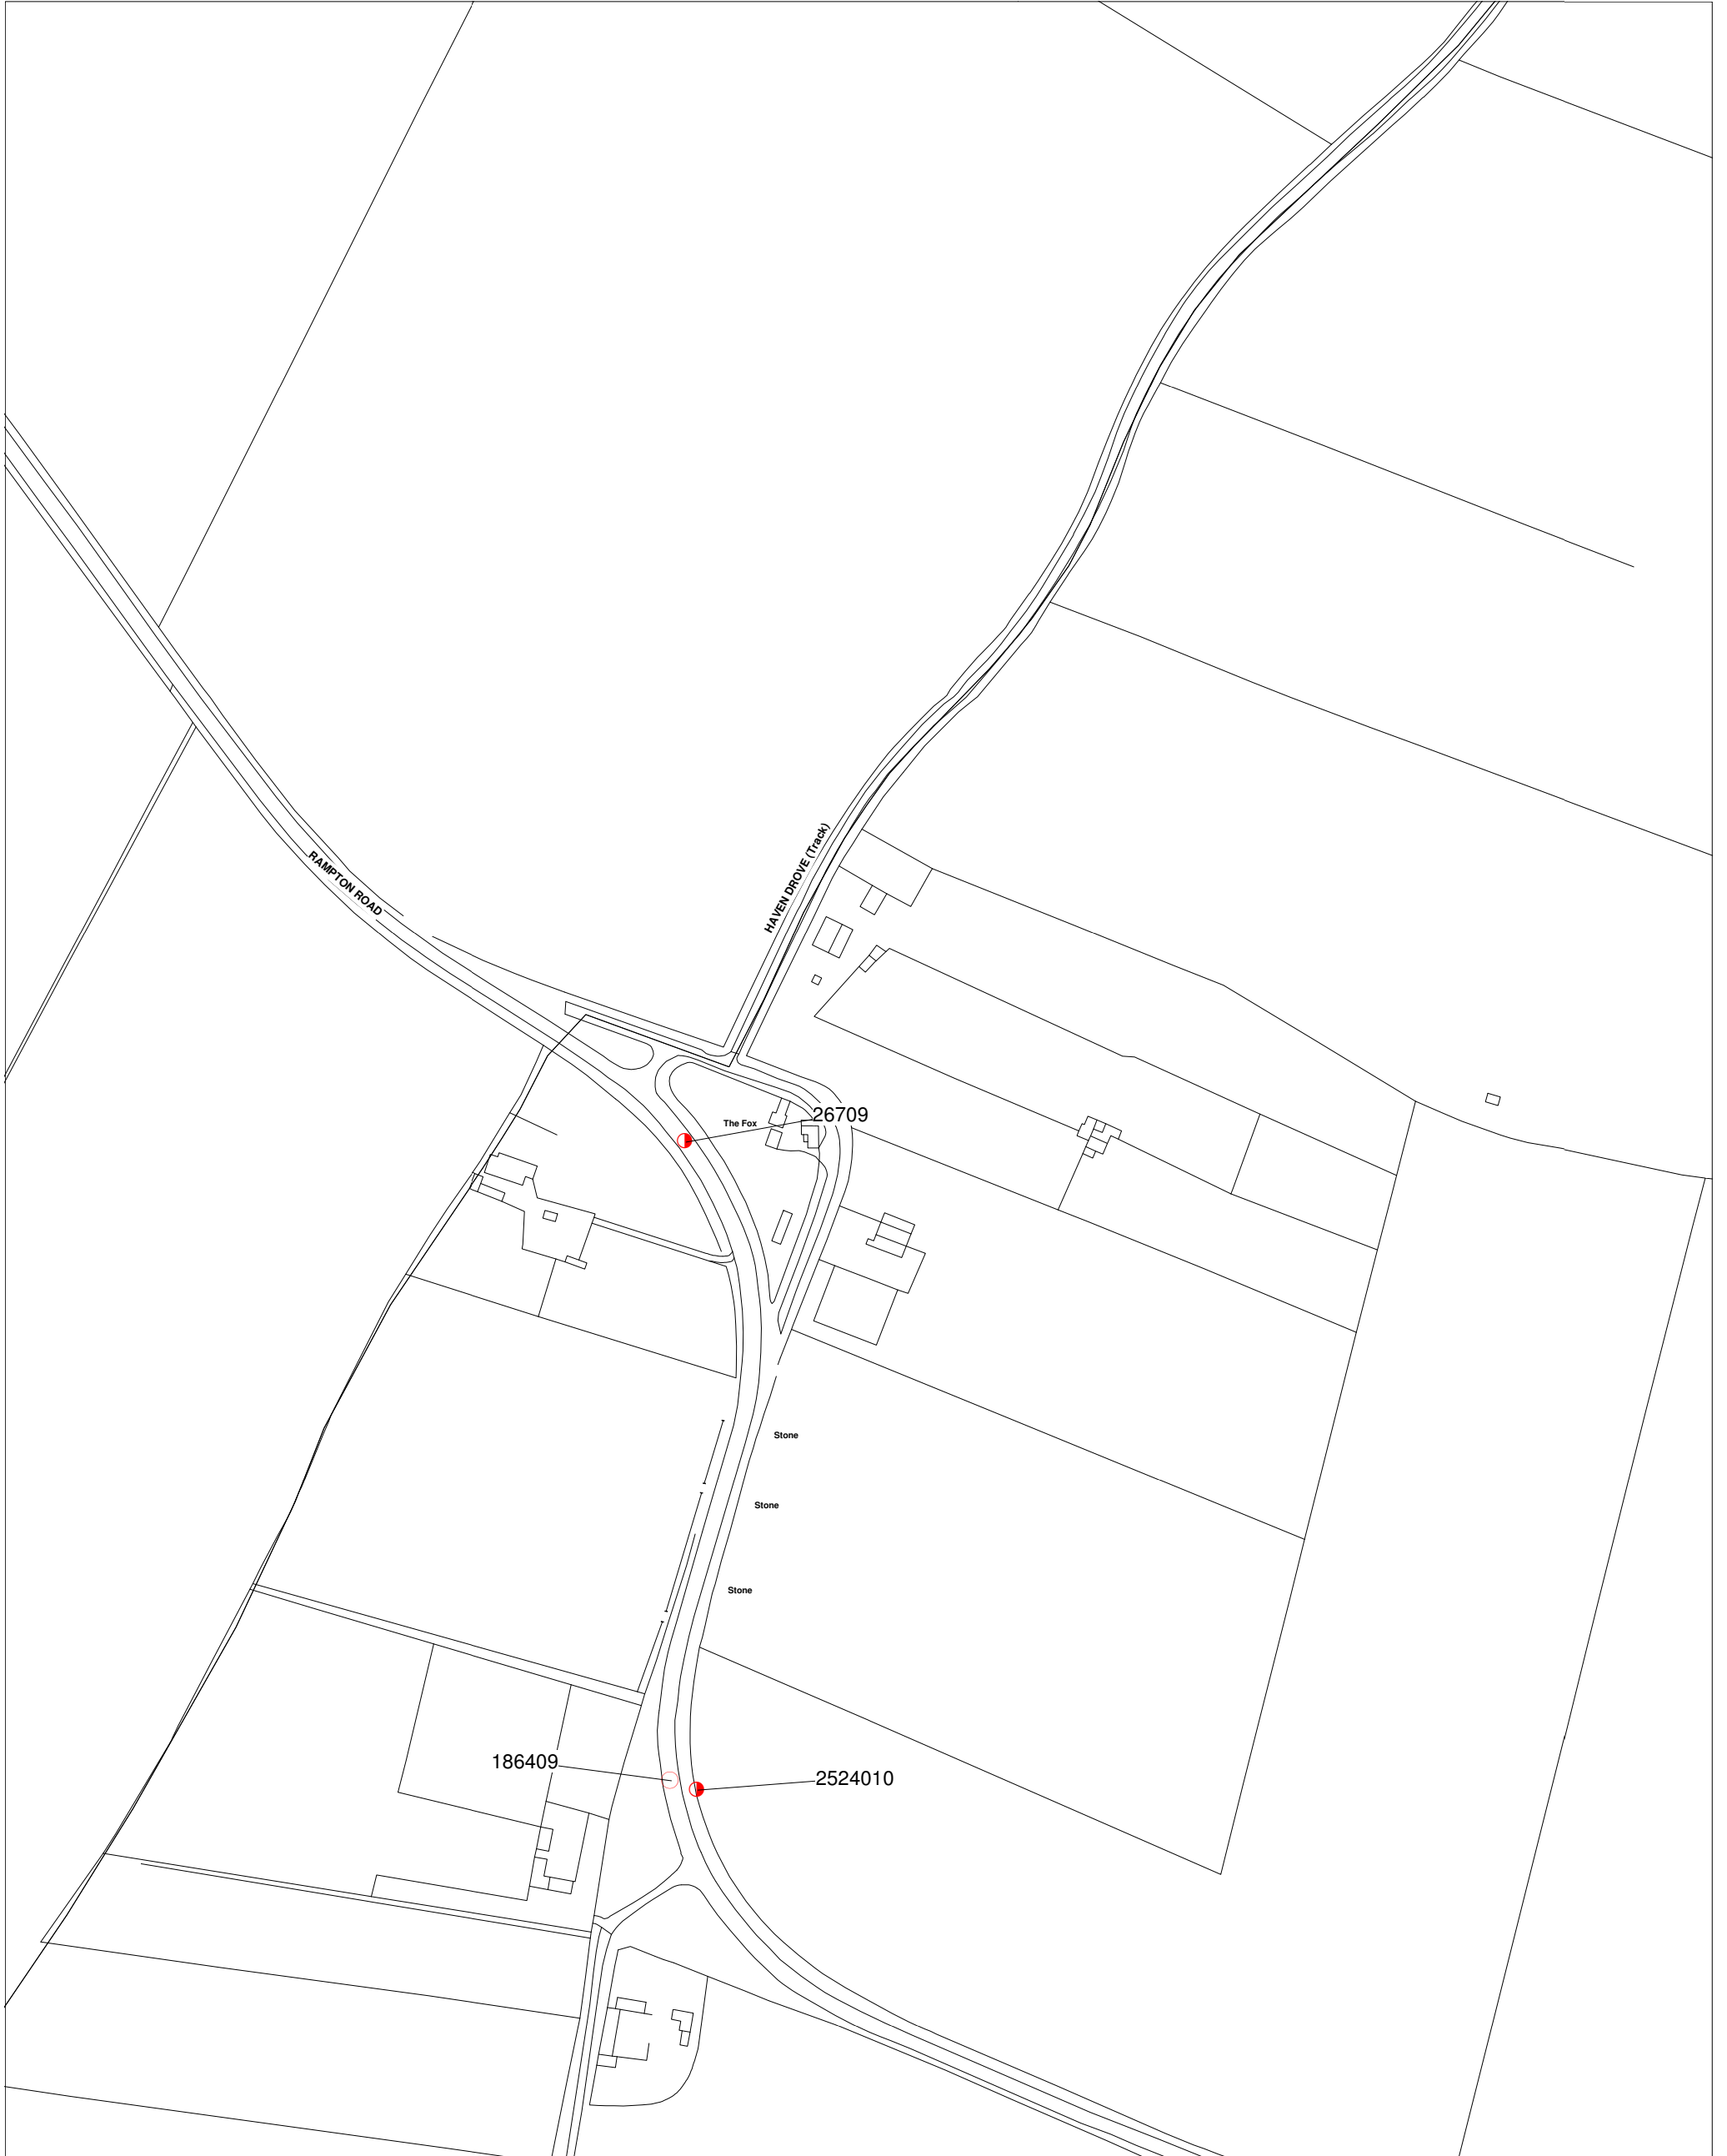 HAVEN DROVE (Track)
RAMPTON ROAD
26709
The Fox
Stone
Stone
Stone
186409
2524010